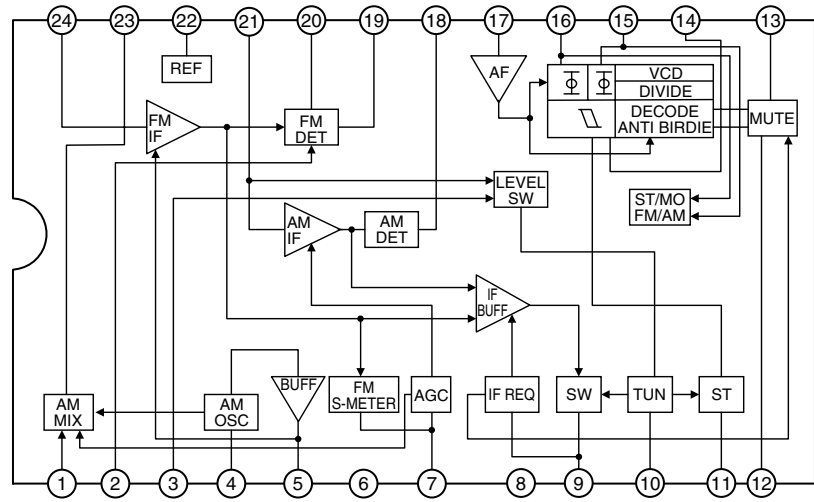 24 23 22 21 20 19 18 17 16 15 14 13
REF
AF
VCD
DIVIDE
DECODE
ANTI BIRDIE
FM
IF
FM
DET
MUTE
LEVEL
SW
ST/MO
FM/AM
AM
IF
AM
DET
IF
BUFF
BUFF
AM
MIX
AM
OSC
FM
S-METER
AGC
IF REQ
SW
TUN
ST
1 2 3 4 5 6 7 8 9 10 11 12